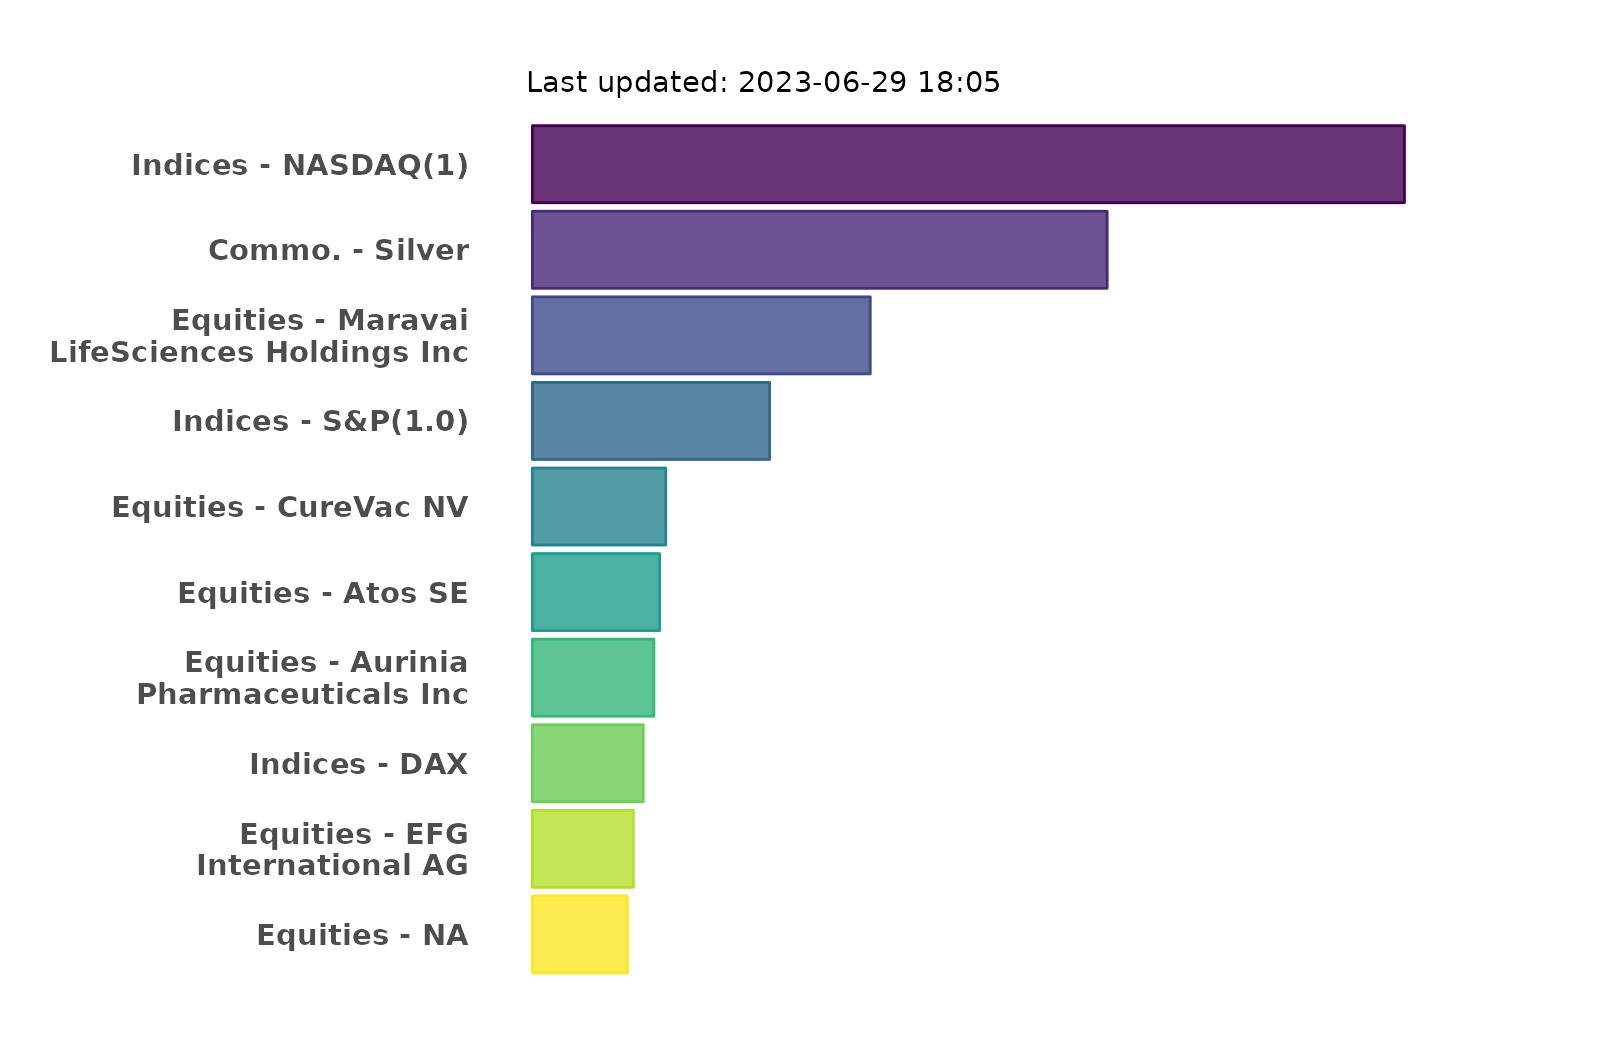 Last updated: 2023-06-29 18:05
Indices - NASDAQ(1)
Commo. - Silver
Equities - Maravai
LifeSciences Holdings Inc
Indices - S&P(1.0)
Equities - CureVac NV
Equities - Atos SE
Equities - Aurinia
Pharmaceuticals Inc
Indices - DAX
Equities - EFG
International AG
Equities - NA